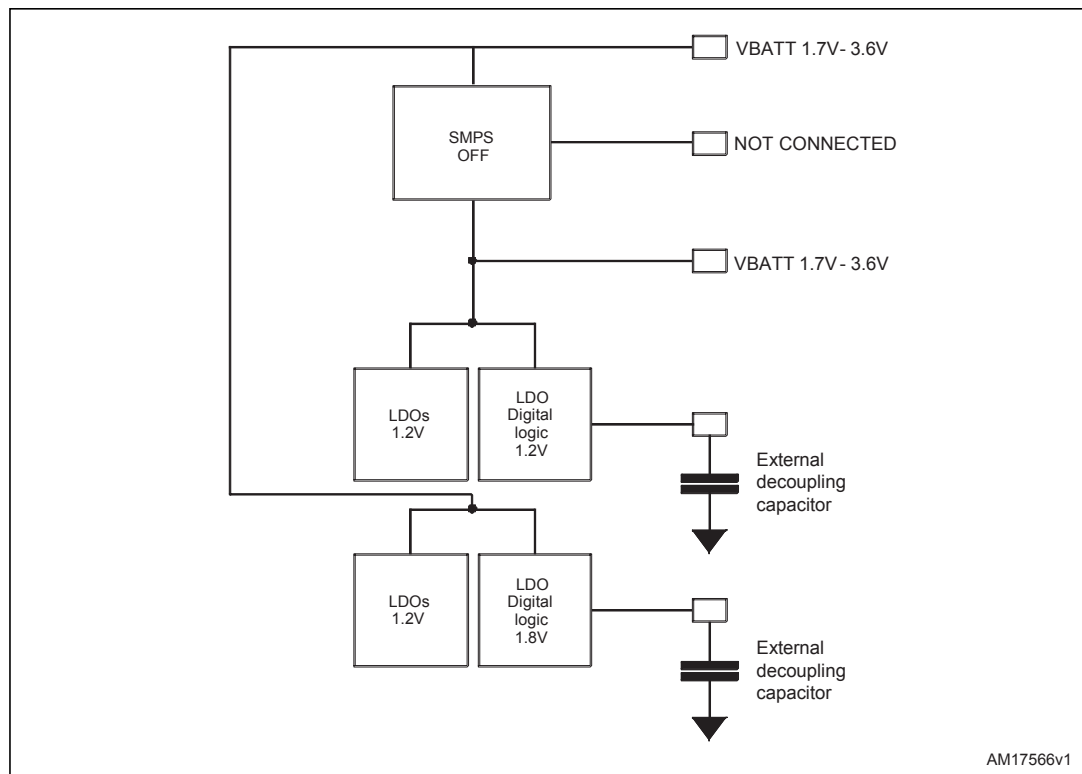 VBATT 1.7V - 3.6V
SMPS
OFF
NOT CONNECTED
VBATT 1.7V - 3.6V
LDOs
1.2V
LDO
Digital
logic
1.2V
External
decoupling
capacitor
LDOs
1.2V
LDO
Digital
logic
1.8V
External
decoupling
capacitor
AM17566v1